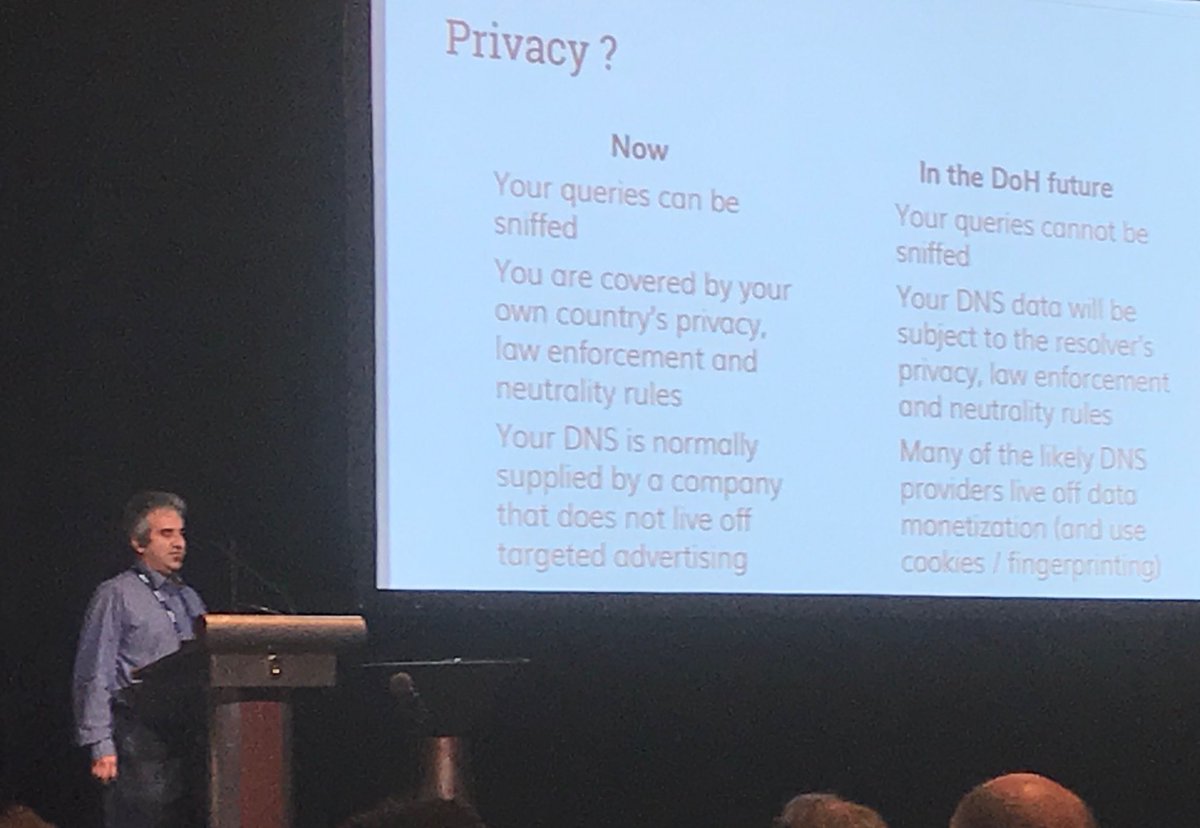 Privacy ?
Now
Your queries can be
sniffed
You are covered by your
own country's privacy,
law enforcement and
neutrality rules
Your DNS is normally
supplied by a company
that does not live off
targeted advertising
In the DoH future
Your queries cannot be
sniffed
Your DNS data will be
subject to the resolver's
privacy, law enforcement
and neutrality rules
Many of the likely DNS
providers live off data
monetization (and use
cookies / fingerprinting)